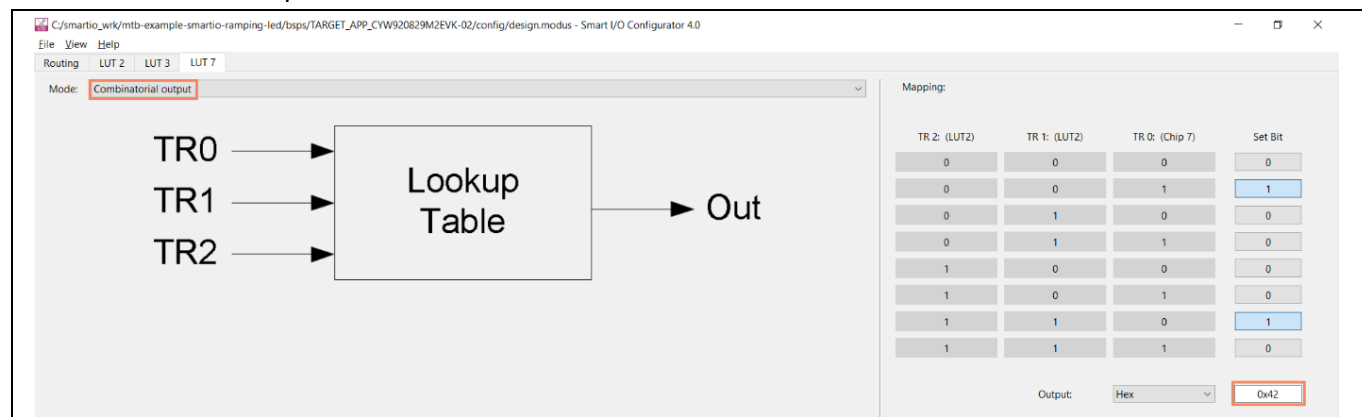 C:/smartio_wrk/mtb-example-smartio-ramping-led/bsps/TARGET_APP_CYW920829M2EVK-02/config/design.modus - Smart I/O Configurator 4.0
File View Help
Routing LUT 2 LUT 3 LUT 7
Mode: Combinatorial output
TR0
TR1
TR2
Lookup
Table
Out
Mapping:
TR 2: (LUT2) TR 1: (LUT2) TR 0: (Chip 7) Set Bit
0 0 0 0
0 0 1 1
0 1 0 0
0 1 1 0
1 0 0 0
1 0 1 0
1 1 0 1
1 1 1 0
Output: Hex 0x42